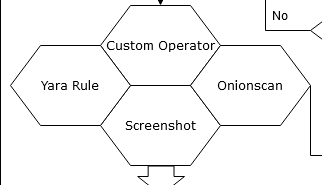 No
Custom Operator
Yara Rule
Onionscan
Screenshot